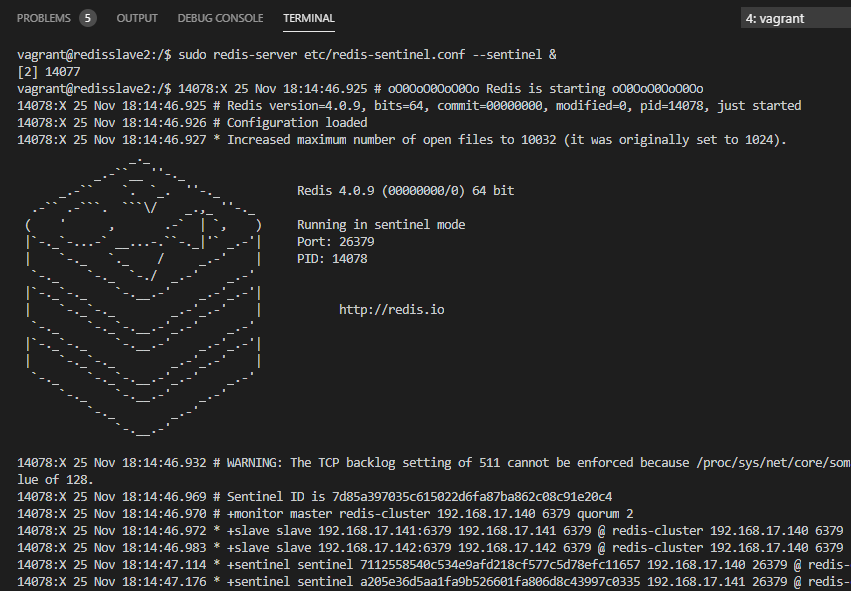 PROBLEMS 5 OUTPUT DEBUG CONSOLE TERMINAL 4: vagrant
vagrant@redisslave2:/$ sudo redis-server etc/redis-sentinel.conf --sentinel &
[2] 14077
vagrant@redisslave2:/$ 14078:X 25 Nov 18:14:46.925 # oO0OoO0OoO0Oo Redis is starting oO0OoO0OoO0Oo
14078:X 25 Nov 18:14:46.925 # Redis version=4.0.9, bits=64, commit=00000000, modified=0, pid=14078, just started
14078:X 25 Nov 18:14:46.926 # Configuration loaded
14078:X 25 Nov 18:14:46.927 * Increased maximum number of open files to 10032 (it was originally set to 1024).
Redis 4.0.9 (00000000/0) 64 bit
Running in sentinel mode
Port: 26379
PID: 14078
http://redis.io
14078:X 25 Nov 18:14:46.932 # WARNING: The TCP backlog setting of 511 cannot be enforced because /proc/sys/net/core/som
lue of 128.
14078:X 25 Nov 18:14:46.969 # Sentinel ID is 7d85a397035c615022d6fa87ba862c08c91e20c4
14078:X 25 Nov 18:14:46.970 # +monitor master redis-cluster 192.168.17.140 6379 quorum 2
14078:X 25 Nov 18:14:46.972 * +slave slave 192.168.17.141:6379 192.168.17.141 6379 @ redis-cluster 192.168.17.140 6379
14078:X 25 Nov 18:14:46.983 * +slave slave 192.168.17.142:6379 192.168.17.142 6379 @ redis-cluster 192.168.17.140 6379
14078:X 25 Nov 18:14:47.114 * +sentinel sentinel 7112558540c534e9afd218cf577c5d78efc11657 192.168.17.140 26379 @ redis-
14078:X 25 Nov 18:14:47.176 * +sentinel sentinel a205e36d5aa1fa9b526601fa806d8c43997c0335 192.168.17.141 26379 @ redis-